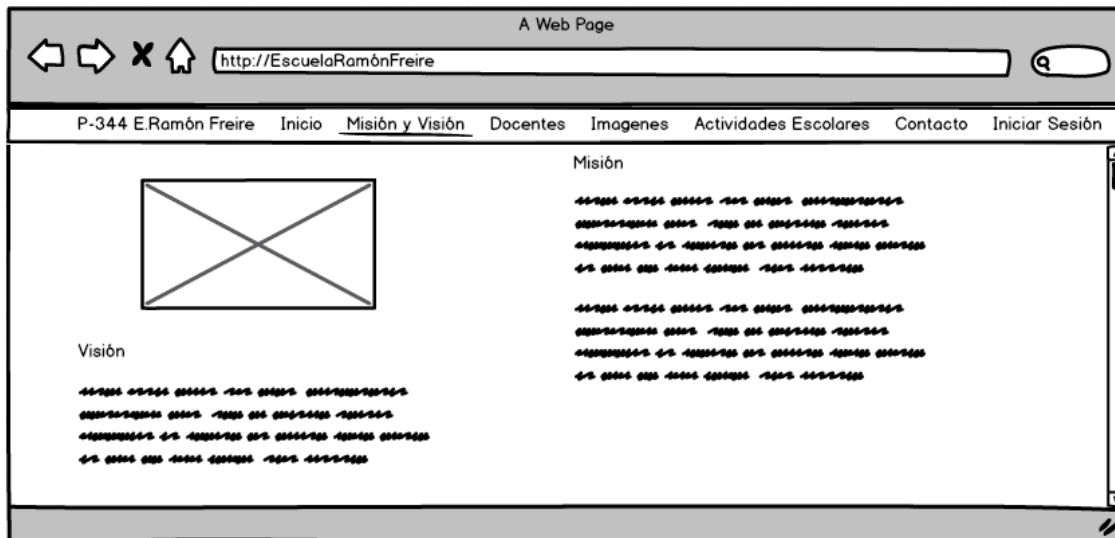 A Web Page
http://EscuelaRamónFreire
P-344 E.Ramón Freire Inicio Misión y Visión Docentes Imagenes Actividades Escolares Contacto Iniciar Sesión
Misión
Visión